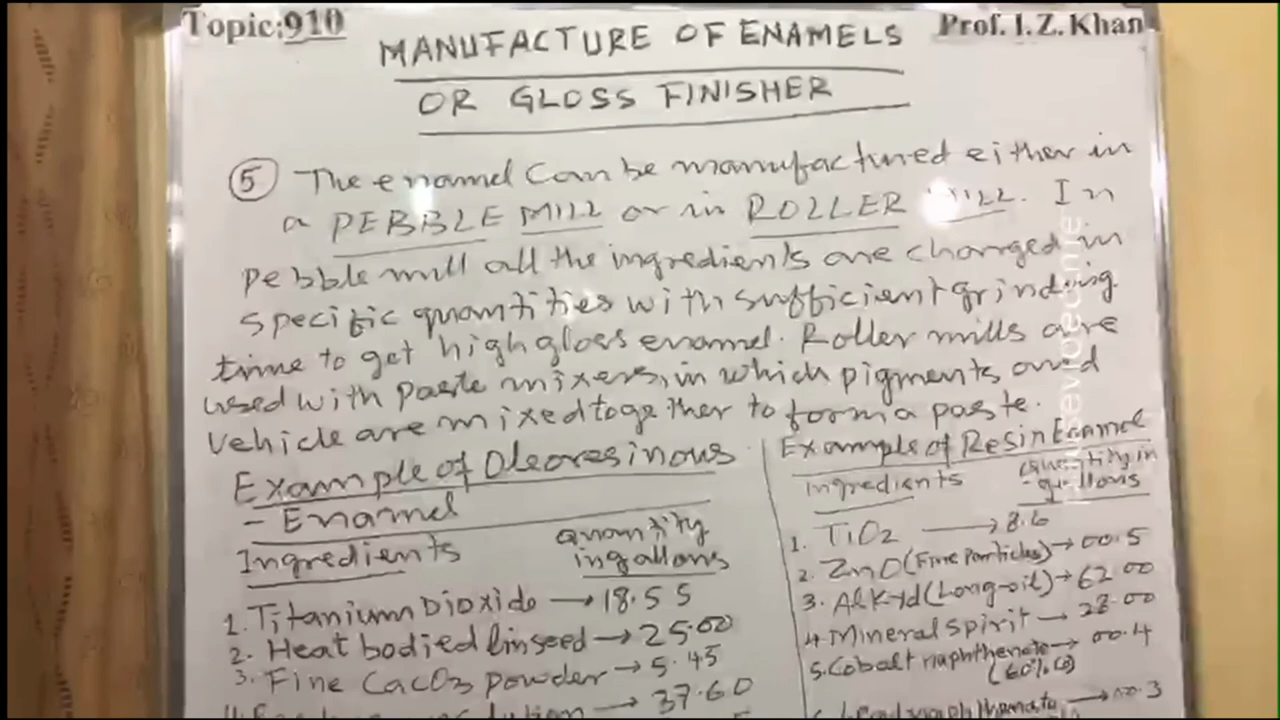 Topic:910
Prof. I.Z. Khan
MANUFACTURE OF ENAMELS
OR GLOSS FINISHER
⑤ The enamel Can be manufactured either in
a PEBBLE MILL or in ROLLER MILL. In
Pebble mill all the ingredients are charged in
specific quantities with sufficient grinding
time to get high gloss enamel. Roller mills are
used with paste mixers, in which pigments and
Vehicle are mixed together to form a paste.
Example of Oleoresinous
- Enamel
Ingredients quantity
in gallons
1. Titanium Dioxide → 18.55
2. Heat bodied linseed → 25.00
3. Fine CaCO3 powder → 5.45
→ 37.60
Example of Resin Enamel
Ingredients quantity in
- gallons
1. TiO2 → 8.6
2. ZnO (Fine Particles) → 00.5
3. Alkyd (Long-oil) → 62.00
4. Mineral Spirit → 28.00
5. Cobalt naphthenate → 00.4
→ 00.3